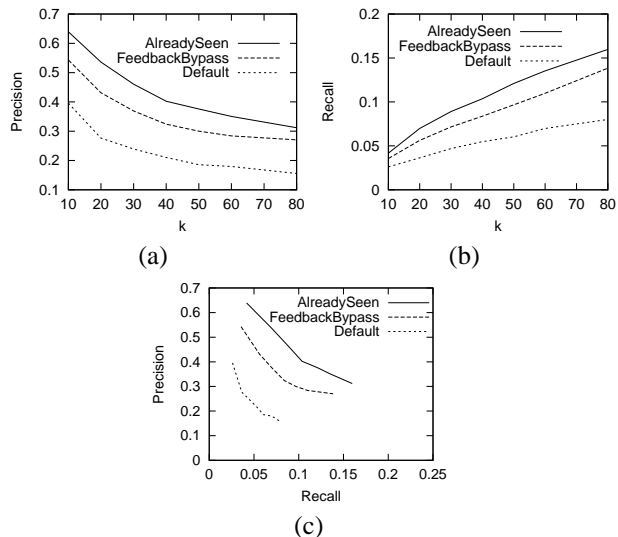 0.7
0.6
0.5
0.4
0.3
0.2
0.1
10 20 30 40 50 60 70 80
Precision
k
AlreadySeen
FeedbackBypass
Default
(a)
0.2
0.15
0.1
0.05
0
10 20 30 40 50 60 70 80
Recall
k
AlreadySeen
FeedbackBypass
Default
(b)
0.7
0.6
0.5
0.4
0.3
0.2
0.1
0
0 0.05 0.1 0.15 0.2 0.25
Precision
Recall
AlreadySeen
FeedbackBypass
Default
(c)